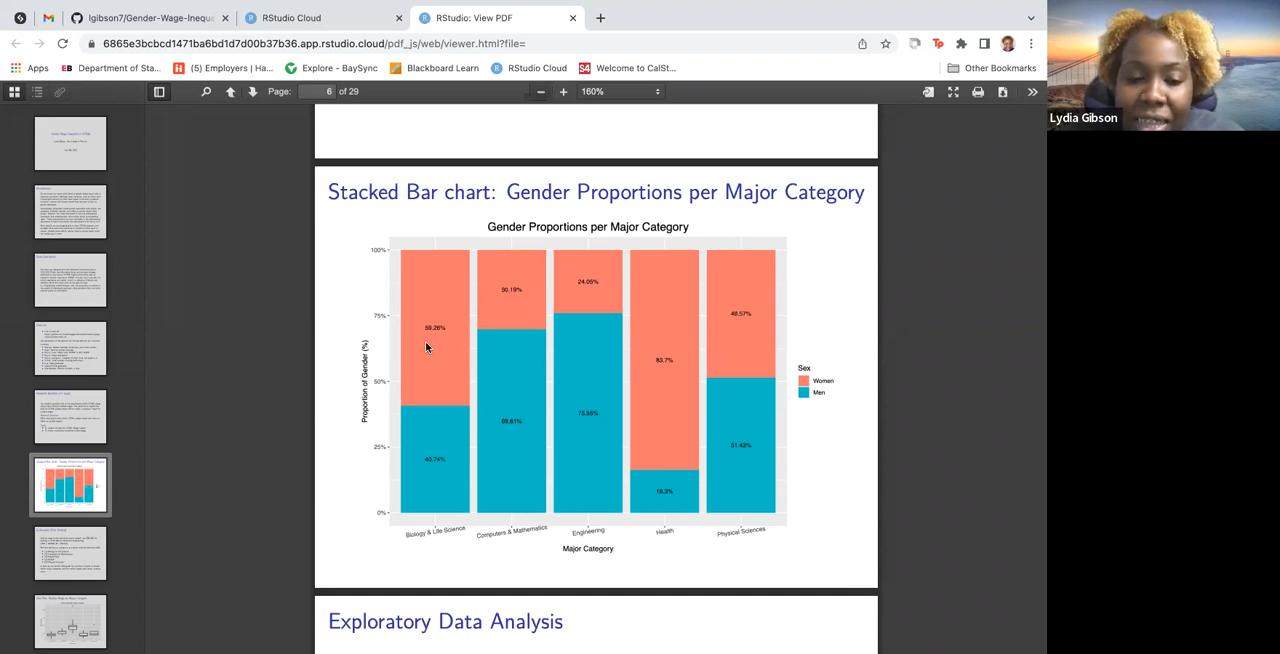 lgibson7/Gender-Wage-Inequ
RStudio Cloud
RStudio: View PDF
6865e3bcbcd1471ba6bd1d7d00b37b36.app.rstudio.cloud/pdf_js/web/viewer.html?file=
Apps
EB Department of Sta...
(5) Employers | Ha...
Explore - BaySync
Blackboard Learn
RStudio Cloud
S4 Welcome to CalSt...
Other Bookmarks
Page: 6 of 29
160%
Lydia Gibson
Stacked Bar chart: Gender Proportions per Major Category
Gender Proportions per Major Category
Proportion of Gender (%)
100%
75%
50%
25%
0%
59.26%
30.19%
24.05%
83.7%
48.57%
40.74%
69.81%
75.95%
16.3%
51.43%
Sex
Women
Men
Biology & Life Science
Computers & Mathematics
Engineering
Health
Physical Sciences
Major Category
Exploratory Data Analysis